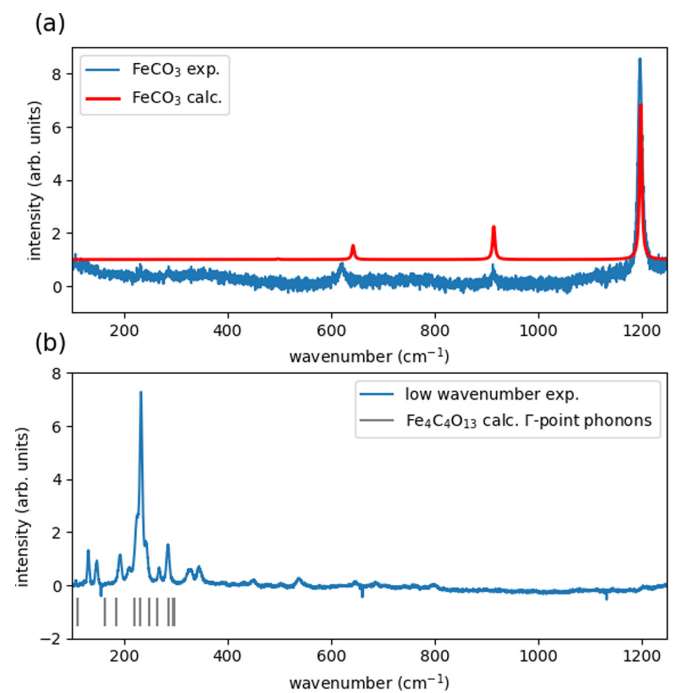 (a)
FeCO₃ exp.
FeCO₃ calc.
intensity (arb. units)
8
6
4
2
0
200 400 600 800 1000 1200
wavenumber (cm⁻¹)
(b)
low wavenumber exp.
Fe₄C₄O₁₃ calc. Γ-point phonons
intensity (arb. units)
8
6
4
2
0
−2
200 400 600 800 1000 1200
wavenumber (cm⁻¹)